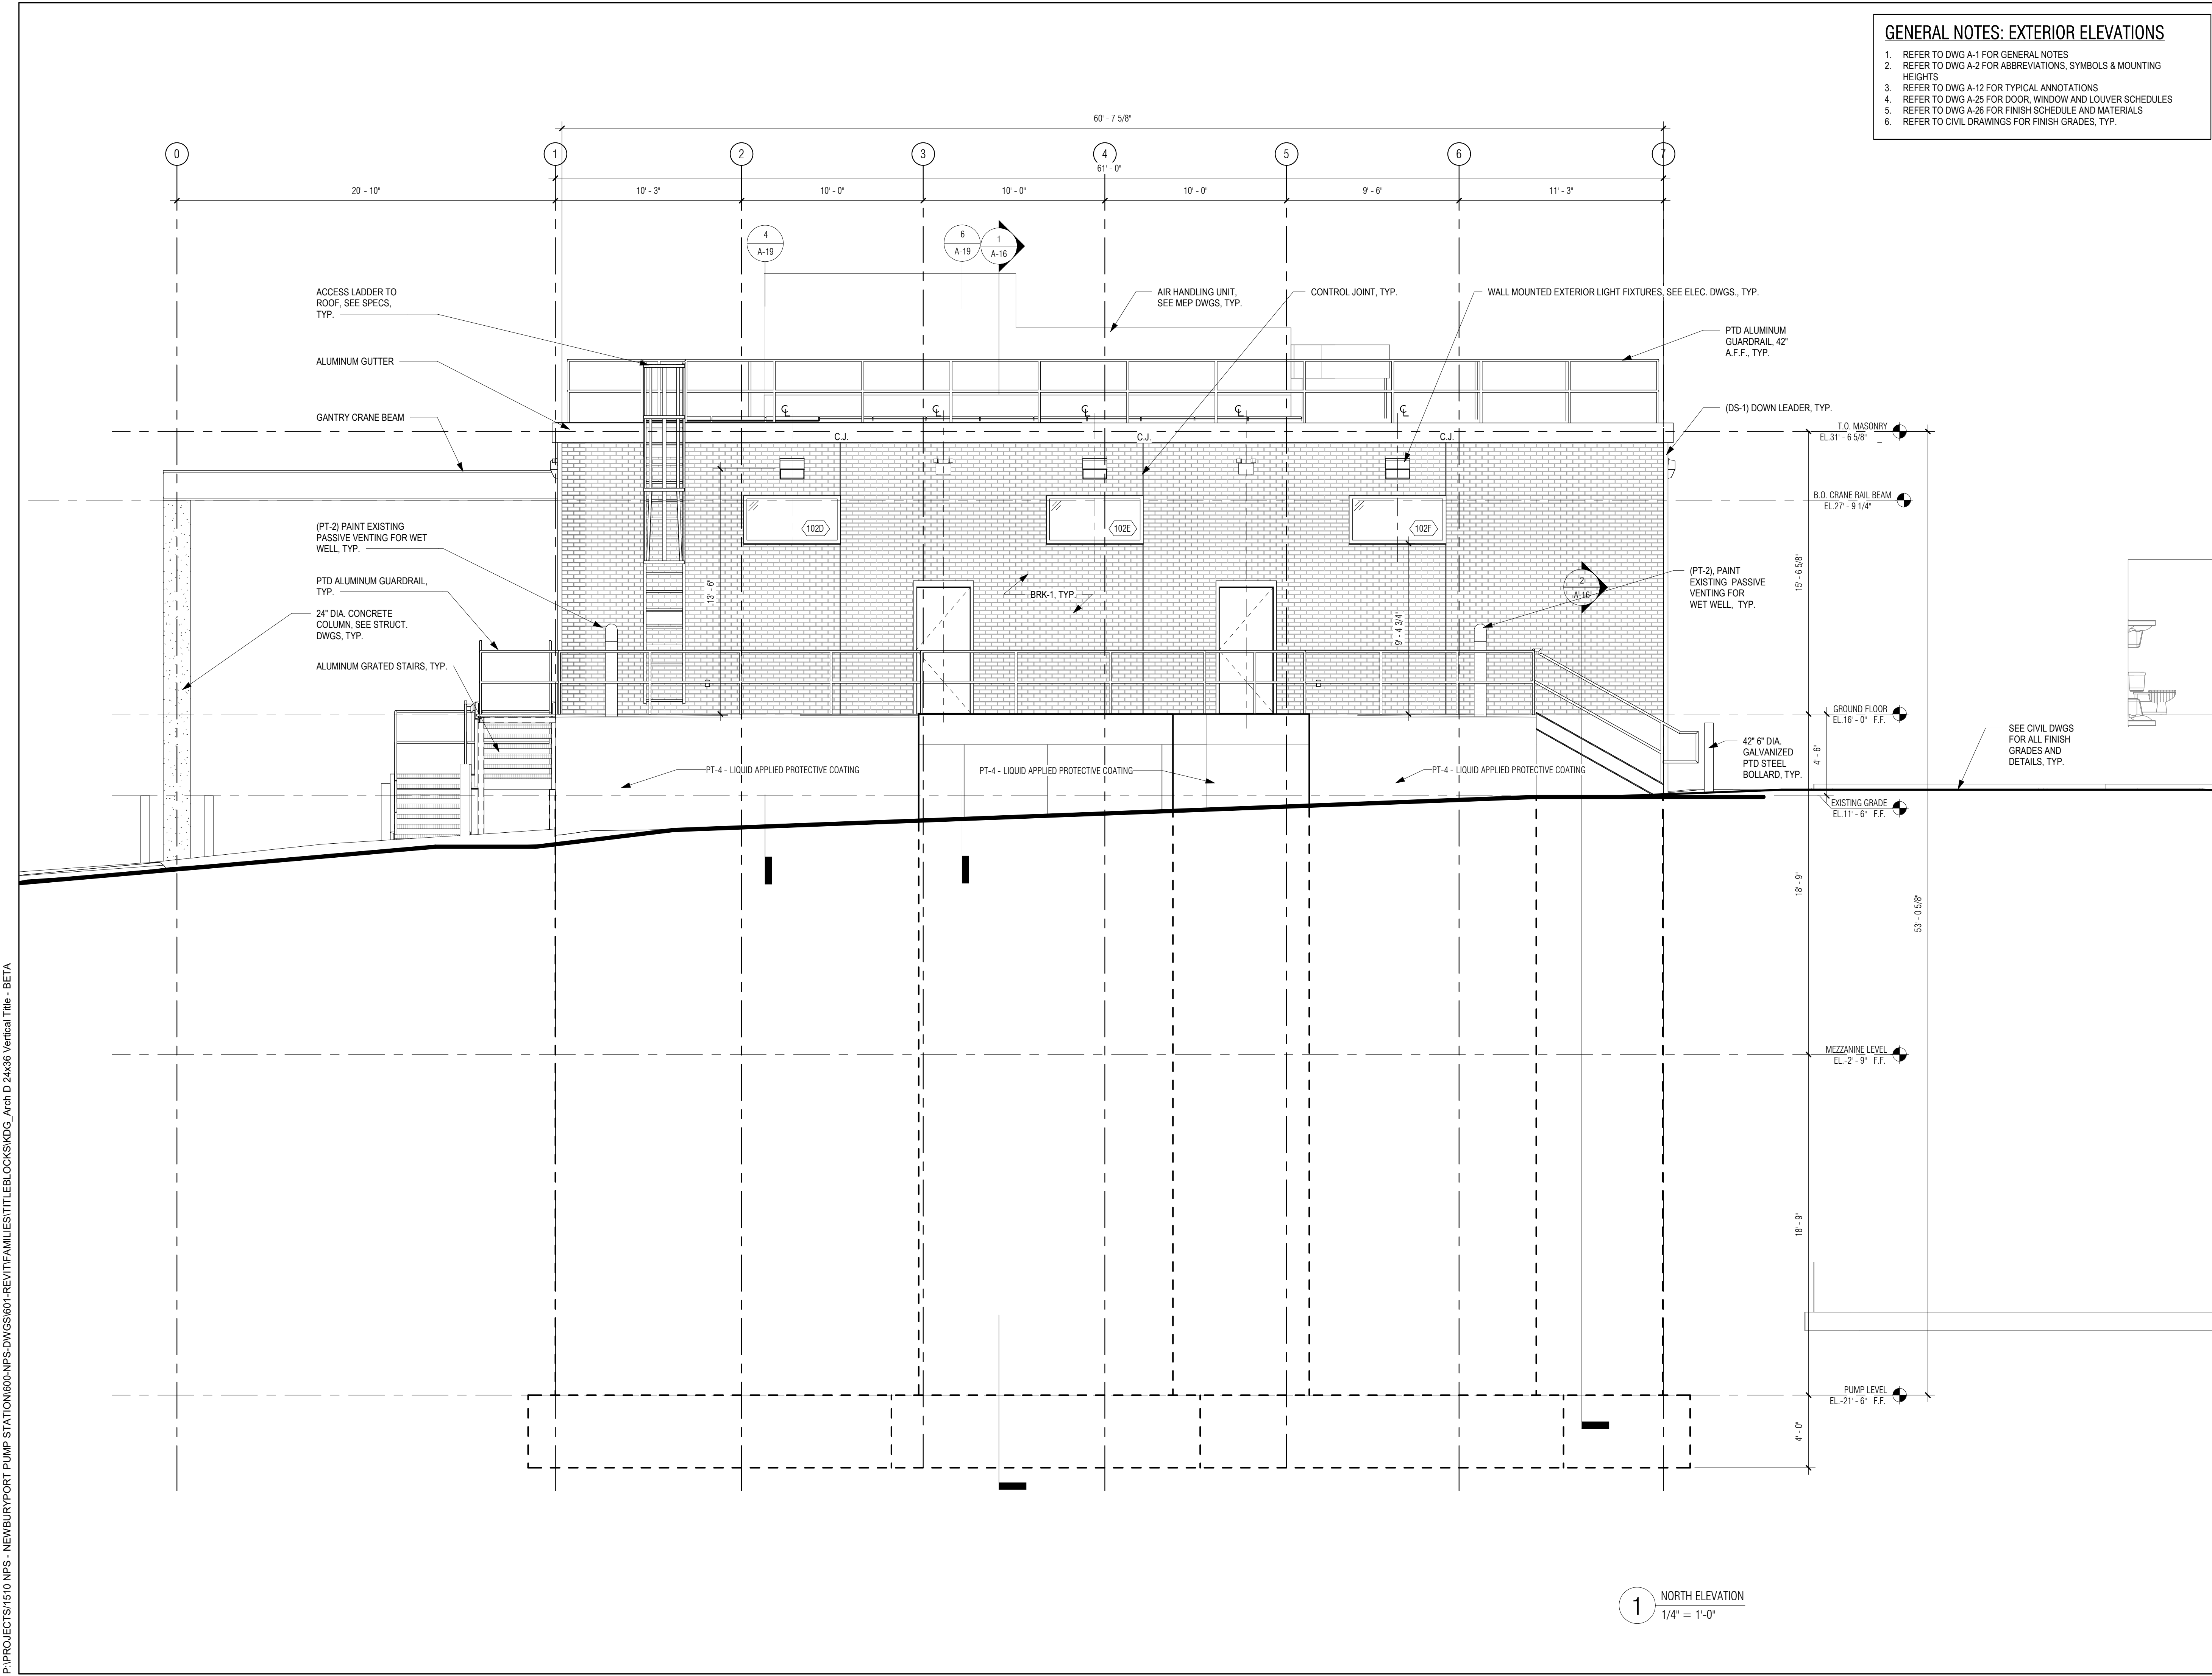 GENERAL NOTES: EXTERIOR ELEVATIONS
1. REFER TO DWG A-1 FOR GENERAL NOTES
2. REFER TO DWG A-2 FOR ABBREVIATIONS, SYMBOLS & MOUNTING
HEIGHTS
3. REFER TO DWG A-12 FOR TYPICAL ANNOTATIONS
4. REFER TO DWG A-25 FOR DOOR, WINDOW AND LOUVER SCHEDULES
5. REFER TO DWG A-26 FOR FINISH SCHEDULE AND MATERIALS
6. REFER TO CIVIL DRAWINGS FOR FINISH GRADES, TYP.
60' - 7 5/8"
0
1
2
3
4
5
6
7
61' - 0"
20' - 10"
10' - 3"
10' - 0"
10' - 0"
10' - 0"
9' - 6"
11' - 3"
4
A-19
6
A-19
1
A-16
ACCESS LADDER TO
ROOF, SEE SPECS,
TYP.
AIR HANDLING UNIT,
SEE MEP DWGS, TYP.
CONTROL JOINT, TYP.
WALL MOUNTED EXTERIOR LIGHT FIXTURES, SEE ELEC. DWGS., TYP.
PTD ALUMINUM
GUARDRAIL, 42"
A.F.F., TYP.
ALUMINUM GUTTER
GANTRY CRANE BEAM
℄
℄
℄
℄
℄
(DS-1) DOWN LEADER, TYP.
C.J.
C.J.
C.J.
T.O. MASONRY
EL.31' - 6 5/8"
B.O. CRANE RAIL BEAM
EL.27' - 9 1/4"
102D
102E
102F
(PT-2) PAINT EXISTING
PASSIVE VENTING FOR WET
WELL, TYP.
PTD ALUMINUM GUARDRAIL,
TYP.
24" DIA. CONCRETE
COLUMN, SEE STRUCT.
DWGS, TYP.
ALUMINUM GRATED STAIRS, TYP.
13' - 6"
BRK-1, TYP.
9' - 4 3/4"
2
A-16
(PT-2), PAINT
EXISTING PASSIVE
VENTING FOR
WET WELL, TYP.
15' - 6 5/8"
GROUND FLOOR
EL.16' - 0" F.F.
42" 6" DIA.
GALVANIZED
PTD STEEL
BOLLARD, TYP.
4' - 6"
SEE CIVIL DWGS
FOR ALL FINISH
GRADES AND
DETAILS, TYP.
PT-4 - LIQUID APPLIED PROTECTIVE COATING
PT-4 - LIQUID APPLIED PROTECTIVE COATING
PT-4 - LIQUID APPLIED PROTECTIVE COATING
EXISTING GRADE
EL.11' - 6" F.F.
18' - 9"
53' - 0 5/8"
MEZZANINE LEVEL
EL.-2' - 9" F.F.
18' - 9"
PUMP LEVEL
EL.-21' - 6" F.F.
4' - 0"
1
NORTH ELEVATION
1/4" = 1'-0"
P:\PROJECTS\1510 NPS - NEWBURYPORT PUMP STATION\600-NPS-DWGS\601-REVIT\FAMILIES\TITLEBLOCKS\KDG_Arch D 24x36 Vertical Title - BETA